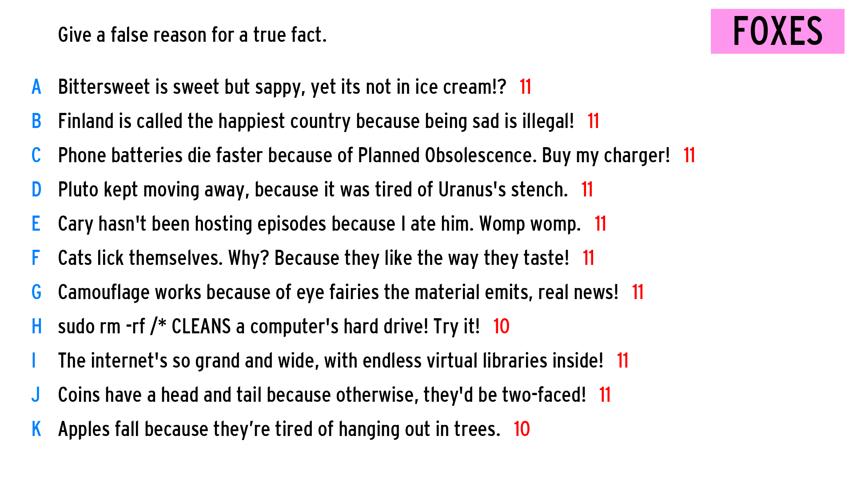 Give a false reason for a true fact.
FOXES
A Bittersweet is sweet but sappy, yet its not in ice cream!? 11
B Finland is called the happiest country because being sad is illegal! 11
C Phone batteries die faster because of Planned Obsolescence. Buy my charger! 11
D Pluto kept moving away, because it was tired of Uranus's stench. 11
E Cary hasn't been hosting episodes because I ate him. Womp womp. 11
F Cats lick themselves. Why? Because they like the way they taste! 11
G Camouflage works because of eye fairies the material emits, real news! 11
H sudo rm -rf /* CLEANS a computer's hard drive! Try it! 10
I The internet's so grand and wide, with endless virtual libraries inside! 11
J Coins have a head and tail because otherwise, they'd be two-faced! 11
K Apples fall because they’re tired of hanging out in trees. 10